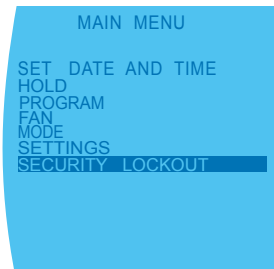 MAIN MENU
SET DATE AND TIME
HOLD
PROGRAM
FAN
MODE
SETTINGS
SECURITY LOCKOUT